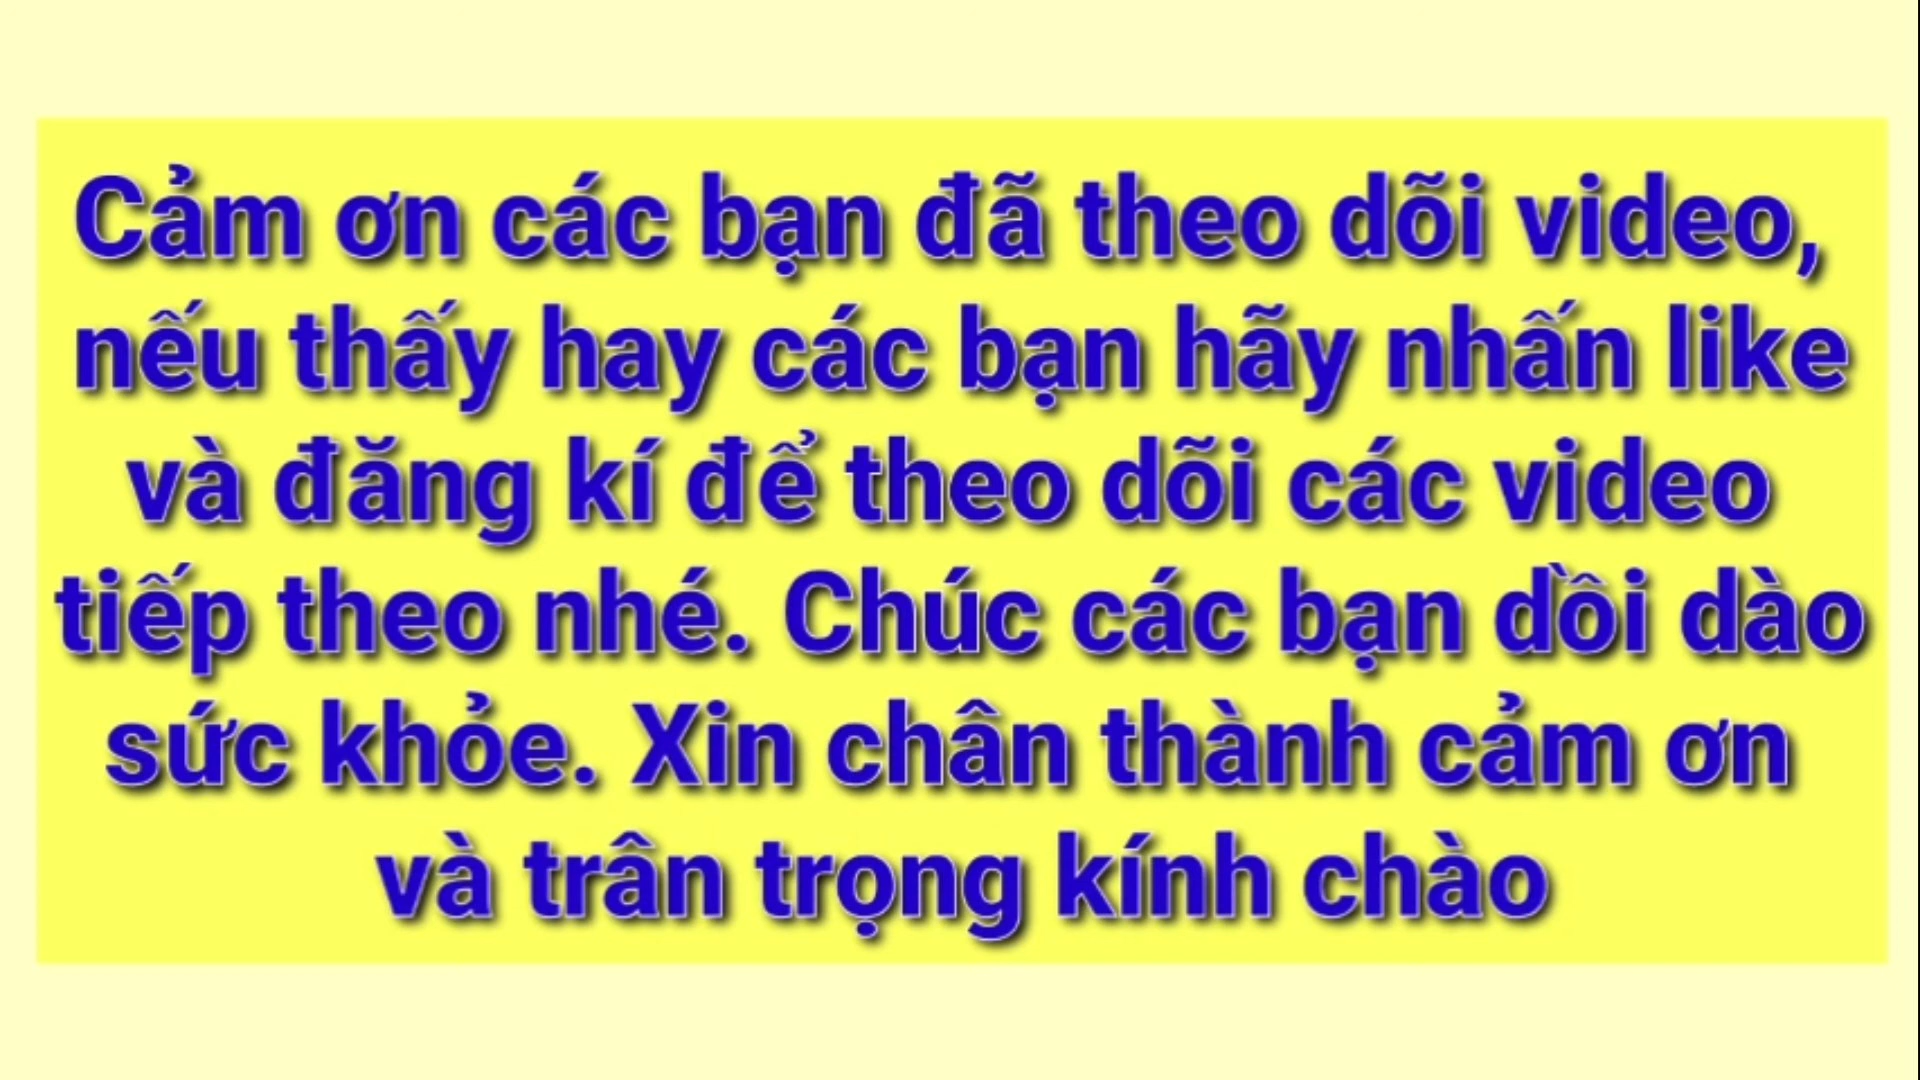 Cảm ơn các bạn đã theo dõi video,
nếu thấy hay các bạn hãy nhấn like
và đăng kí để theo dõi các video
tiếp theo nhé. Chúc các bạn dồi dào
sức khỏe. Xin chân thành cảm ơn
và trân trọng kính chào